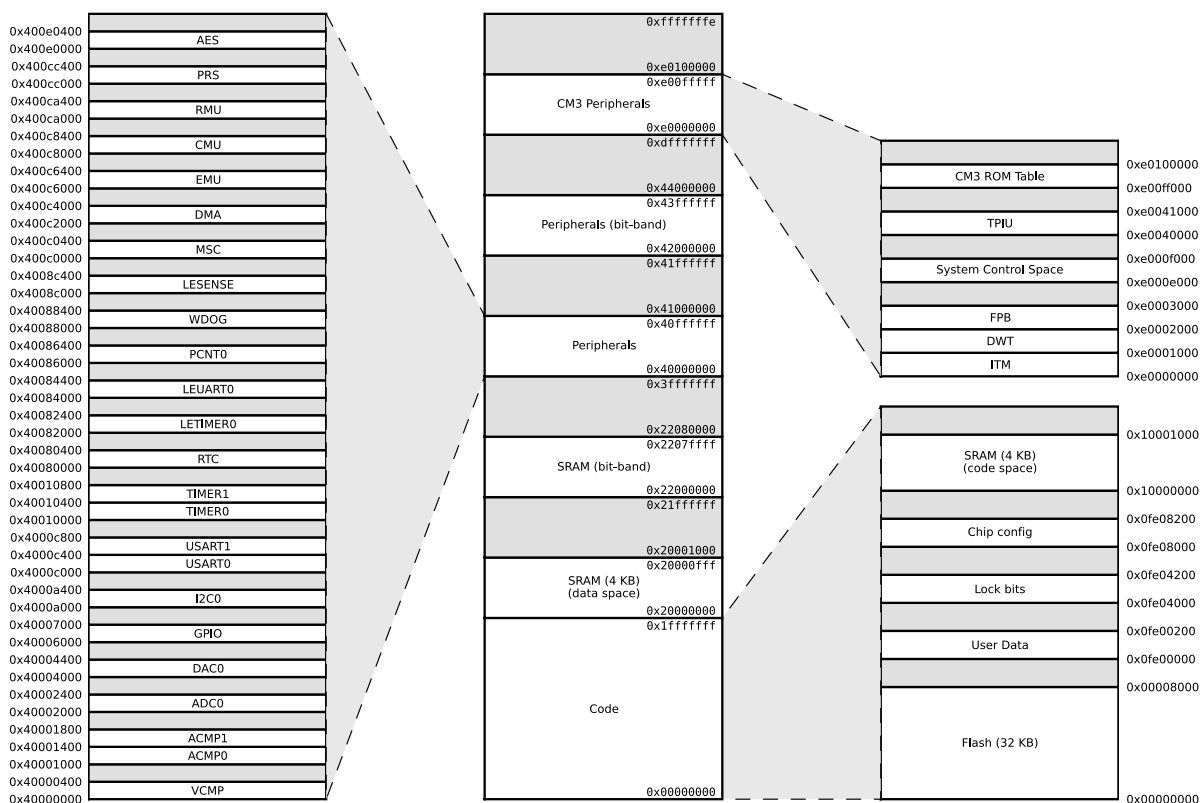 0x400e0400
AES
0x400e0000
0x400cc400
PRS
0x400cc000
0x400ca400
RMU
0x400ca000
0x400c8400
CMU
0x400c8000
0x400c6400
EMU
0x400c6000
0x400c4000
DMA
0x400c2000
0x400c0400
MSC
0x400c0000
0x4008c400
LESENSE
0x4008c000
0x40088400
WDOG
0x40088000
0x40086400
PCNT0
0x40086000
0x40084400
LEUART0
0x40084000
0x40082400
LETIMER0
0x40082000
0x40080400
RTC
0x40080000
0x40010800
TIMER1
0x40010400
TIMER0
0x40010000
0x4000c800
USART1
0x4000c400
USART0
0x4000c000
0x4000a400
I2C0
0x4000a000
0x40007000
GPIO
0x40006000
0x40004400
DAC0
0x40004000
0x40002400
ADC0
0x40002000
0x40001800
ACMP1
0x40001400
ACMP0
0x40001000
0x40000400
VCMP
0x40000000
0xfffffffe
0xe0100000
0xe00fffff
CM3 Peripherals
0xe0000000
0xdfffffff
0x44000000
0x43ffffff
Peripherals (bit-band)
0x42000000
0x41ffffff
0x41000000
0x40ffffff
Peripherals
0x40000000
0x3fffffff
0x22080000
0x2207ffff
SRAM (bit-band)
0x22000000
0x21ffffff
0x20001000
0x20000fff
SRAM (4 KB)
(data space)
0x20000000
0x1fffffff
Code
0x00000000
0xe0100000
CM3 ROM Table
0xe00ff000
0xe0041000
TPIU
0xe0040000
0xe000f000
System Control Space
0xe000e000
0xe0003000
FPB
0xe0002000
DWT
0xe0001000
ITM
0xe0000000
0x10001000
SRAM (4 KB)
(code space)
0x10000000
0x0fe08200
Chip config
0x0fe08000
0x0fe04200
Lock bits
0x0fe04000
0x0fe00200
User Data
0x0fe00000
0x00008000
Flash (32 KB)
0x00000000